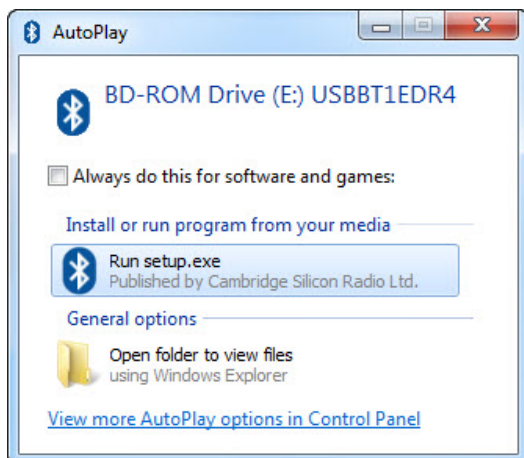 AutoPlay
BD-ROM Drive (E:) USBBT1EDR4
Always do this for software and games:
Install or run program from your media
Run setup.exe
Published by Cambridge Silicon Radio Ltd.
General options
Open folder to view files
using Windows Explorer
View more AutoPlay options in Control Panel